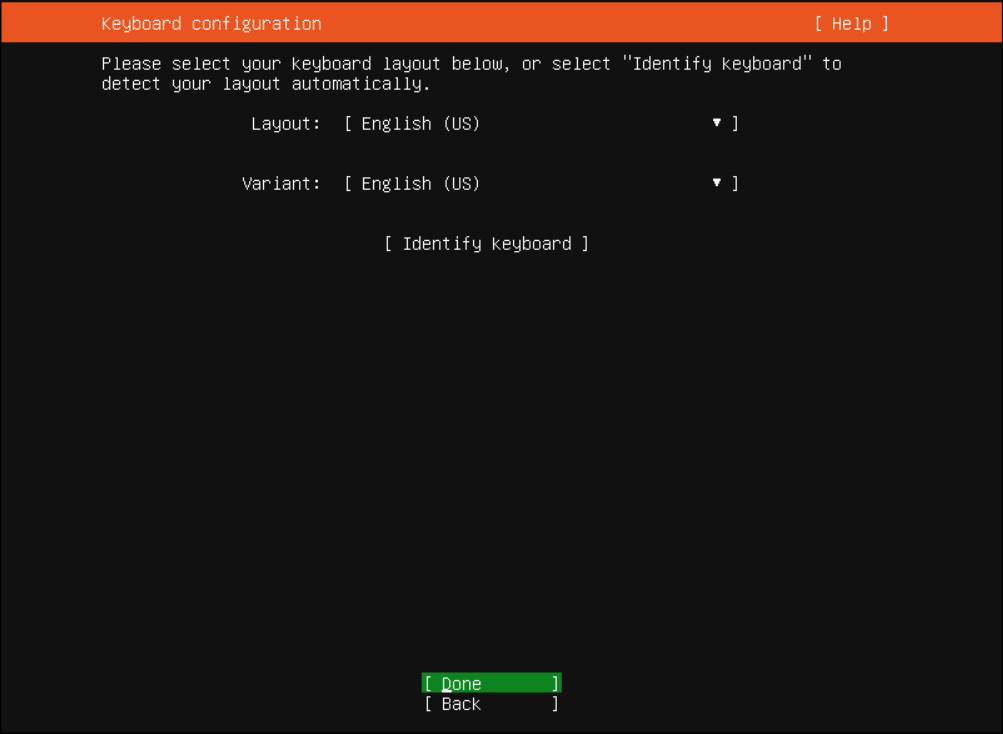 Keyboard configuration [ Help ]
Please select your keyboard layout below, or select "Identify keyboard" to
detect your layout automatically.
Layout: [ English (US) ▾ ]
Variant: [ English (US) ▾ ]
[ Identify keyboard ]
[ Done ]
[ Back ]